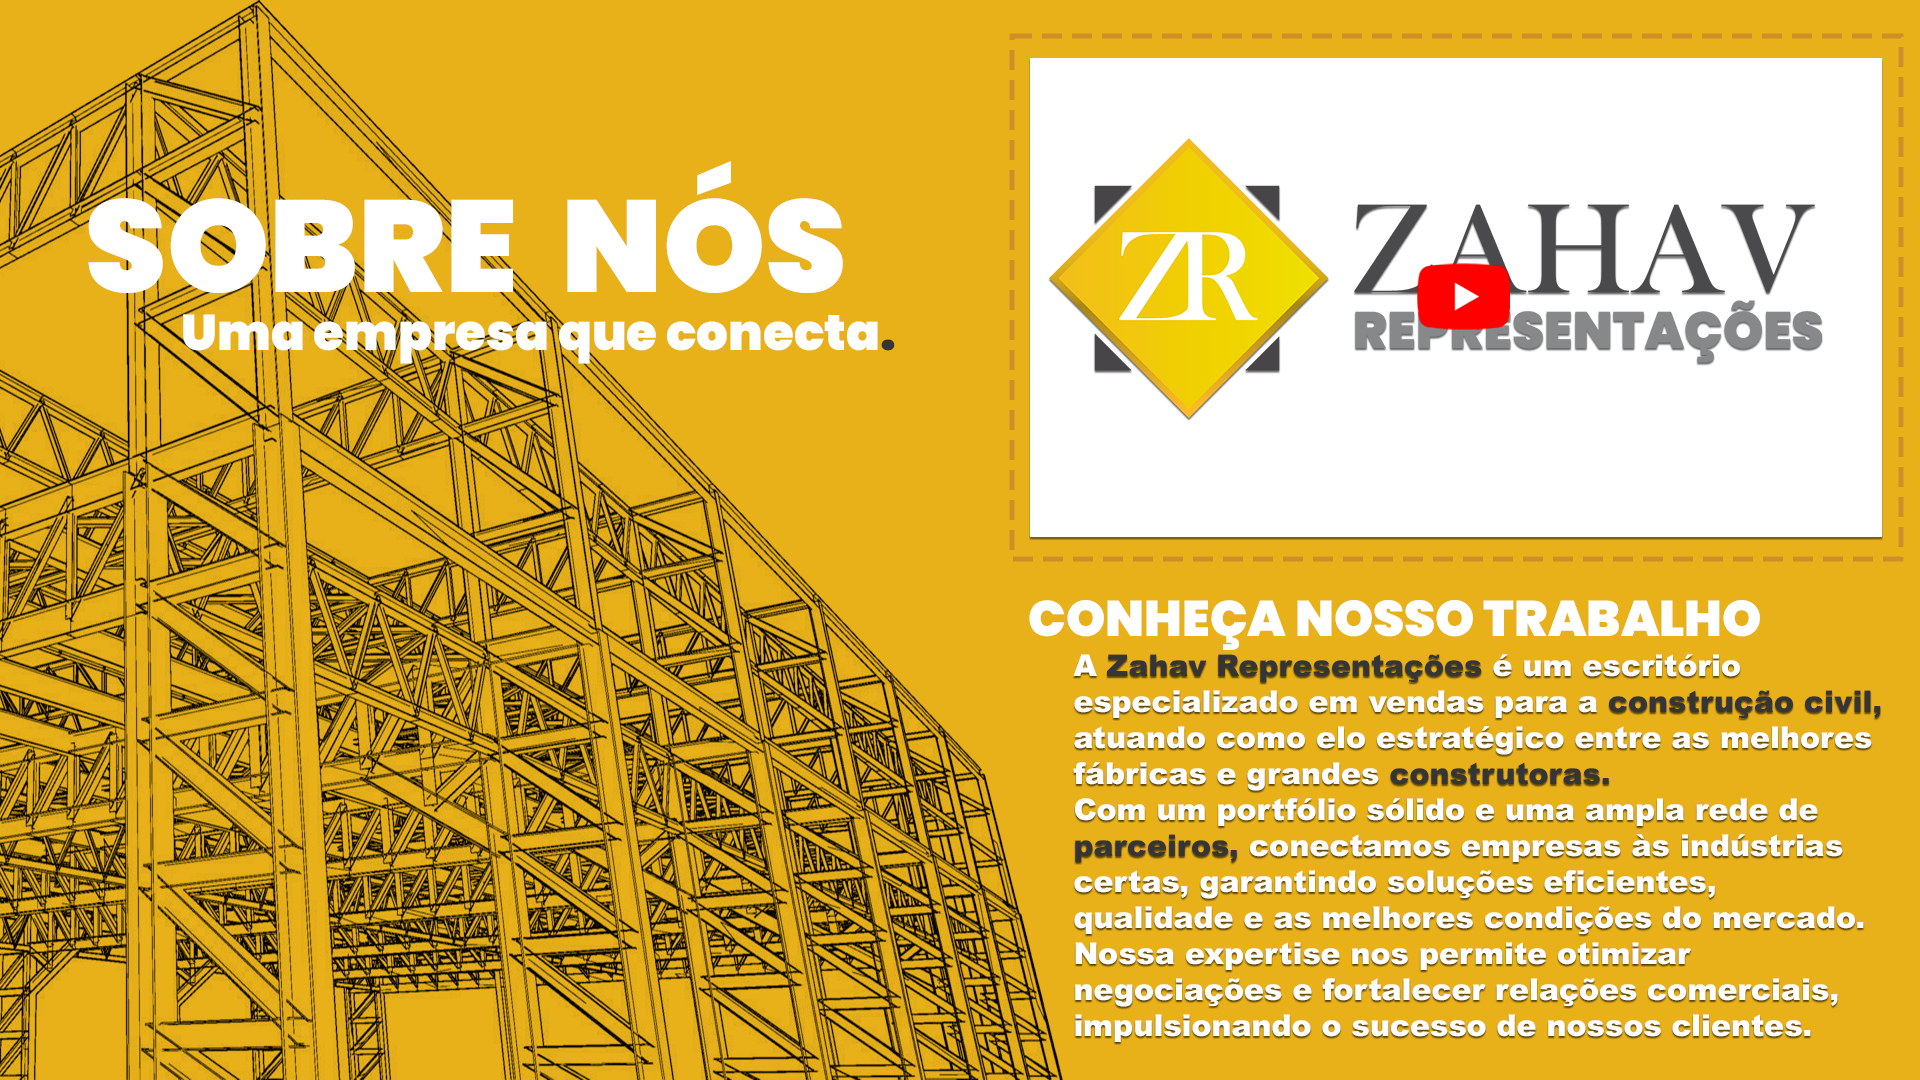 SOBRE NÓS
Uma empresa que conecta.
ZR
ZAHAV
REPRESENTAÇÕES
CONHEÇA NOSSO TRABALHO
A Zahav Representações é um escritório
especializado em vendas para a construção civil,
atuando como elo estratégico entre as melhores
fábricas e grandes construtoras.
Com um portfólio sólido e uma ampla rede de
parceiros, conectamos empresas às indústrias
certas, garantindo soluções eficientes,
qualidade e as melhores condições do mercado.
Nossa expertise nos permite otimizar
negociações e fortalecer relações comerciais,
impulsionando o sucesso de nossos clientes.